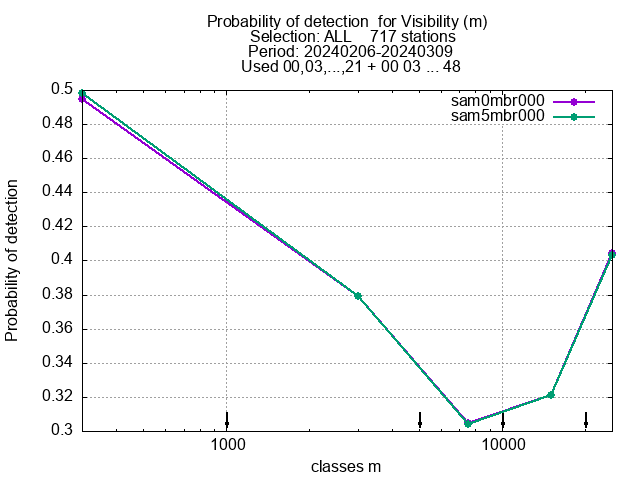 Probability of detection  for Visibility (m)
Selection: ALL    717 stations
Period: 20240206-20240309
Used 00,03,...,21 + 00 03 ... 48
sam0mbr000
sam5mbr000
0.5
0.48
0.46
0.44
0.42
0.4
0.38
0.36
0.34
0.32
0.3
Probability of detection
1000
10000
classes m